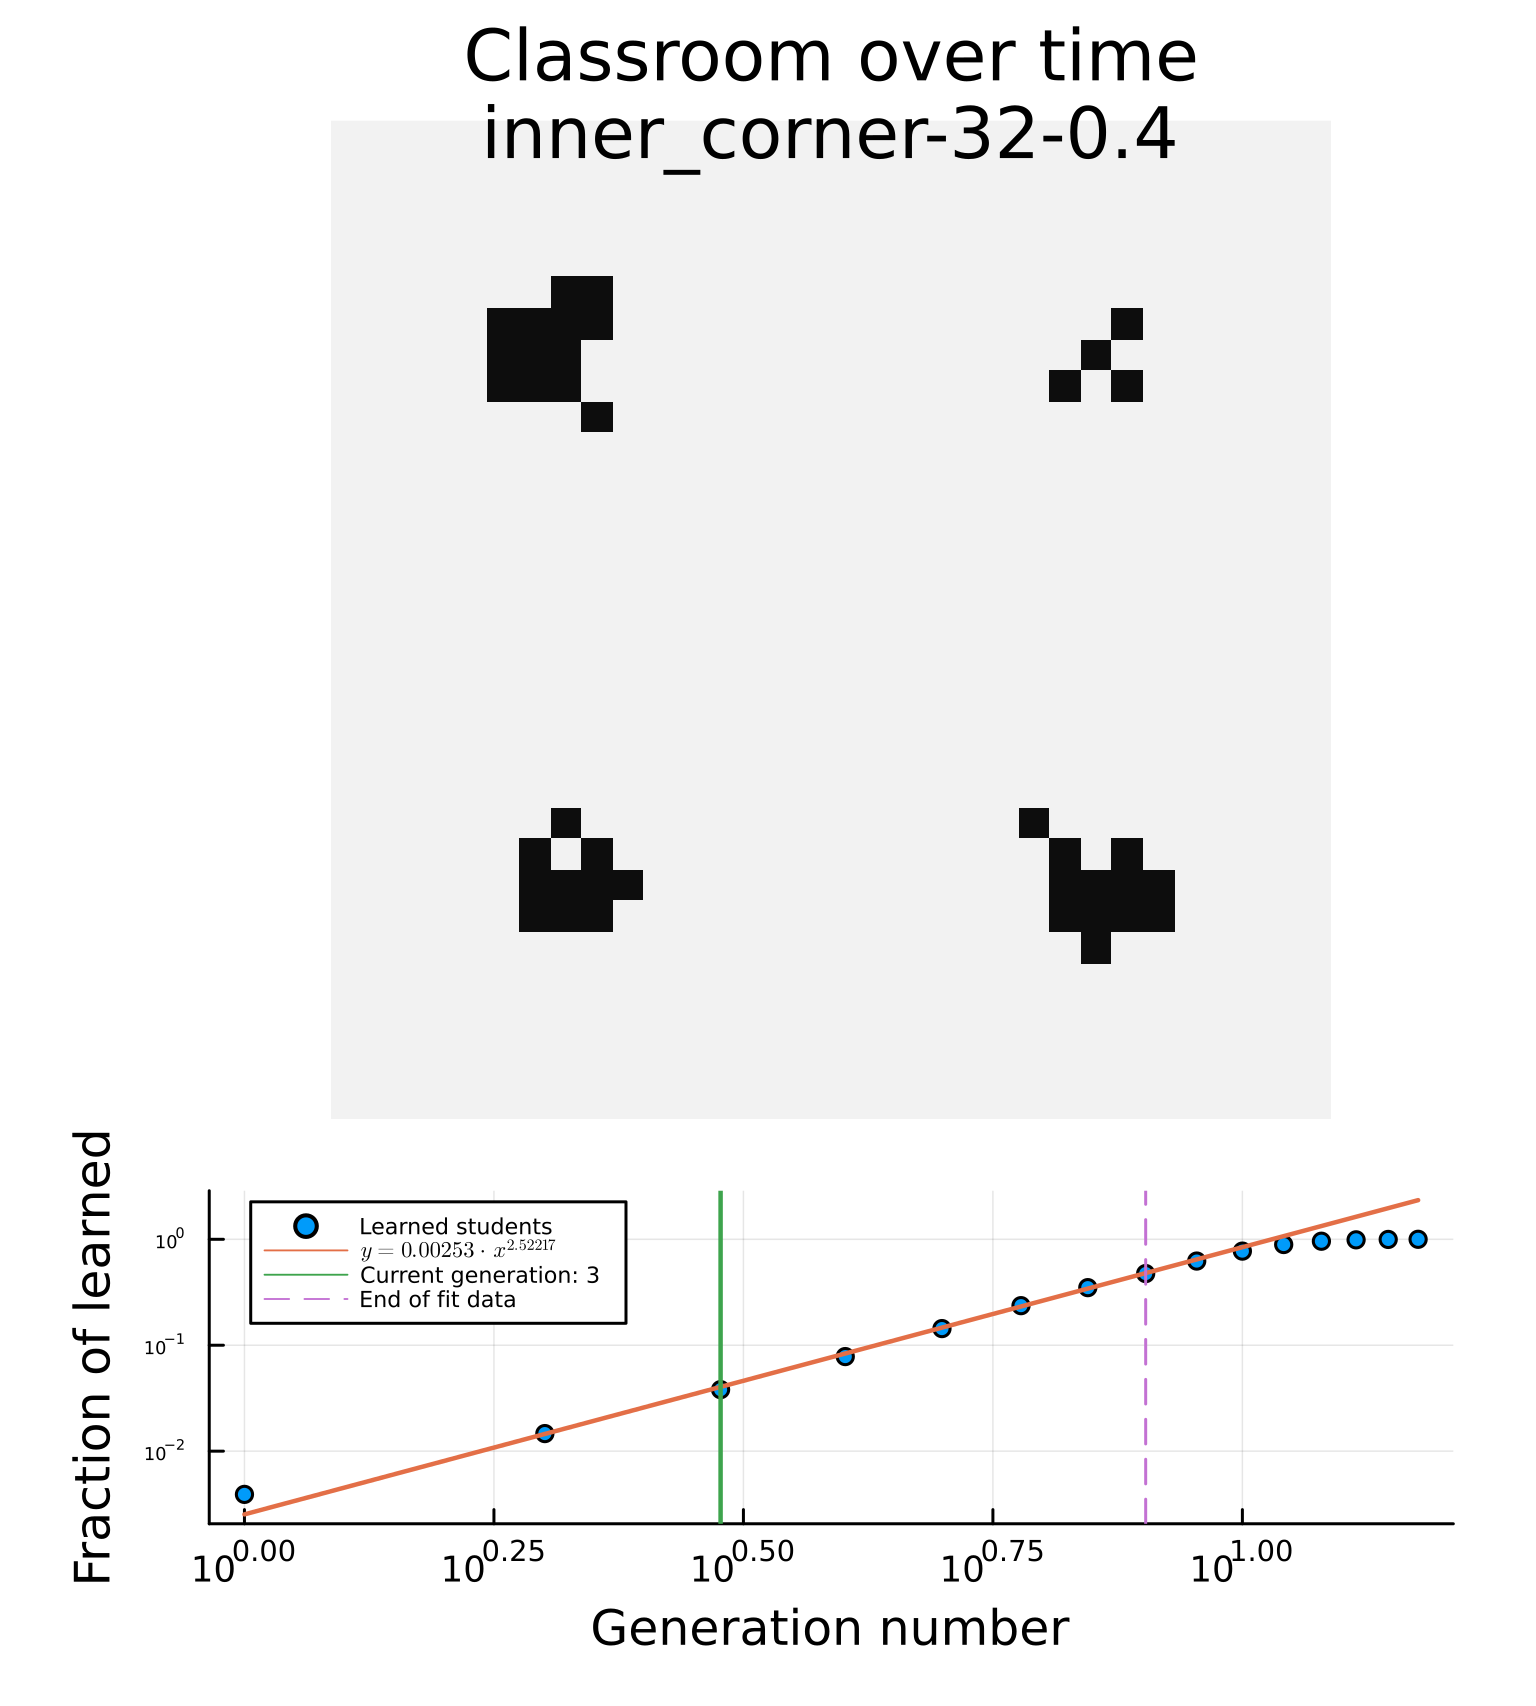 Classroom over time
inner_corner-32-0.4
Fraction of learned
10^0
10^−1
10^−2
Learned students
y = 0.00253 · x^2.52217
Current generation: 3
End of fit data
10^0.00 10^0.25 10^0.50 10^0.75 10^1.00
Generation number